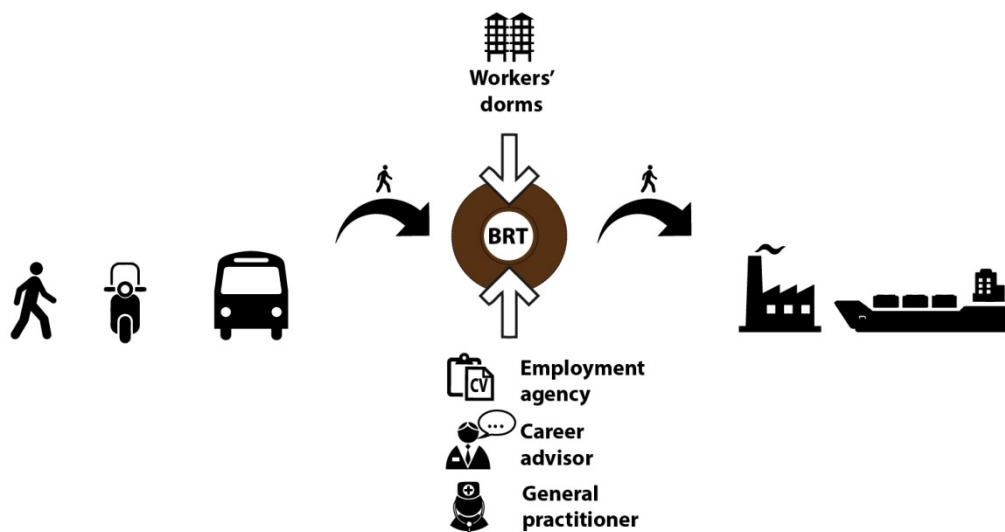 Workers'
dorms
BRT
CV
Employment
agency
...
Career
advisor
General
practitioner